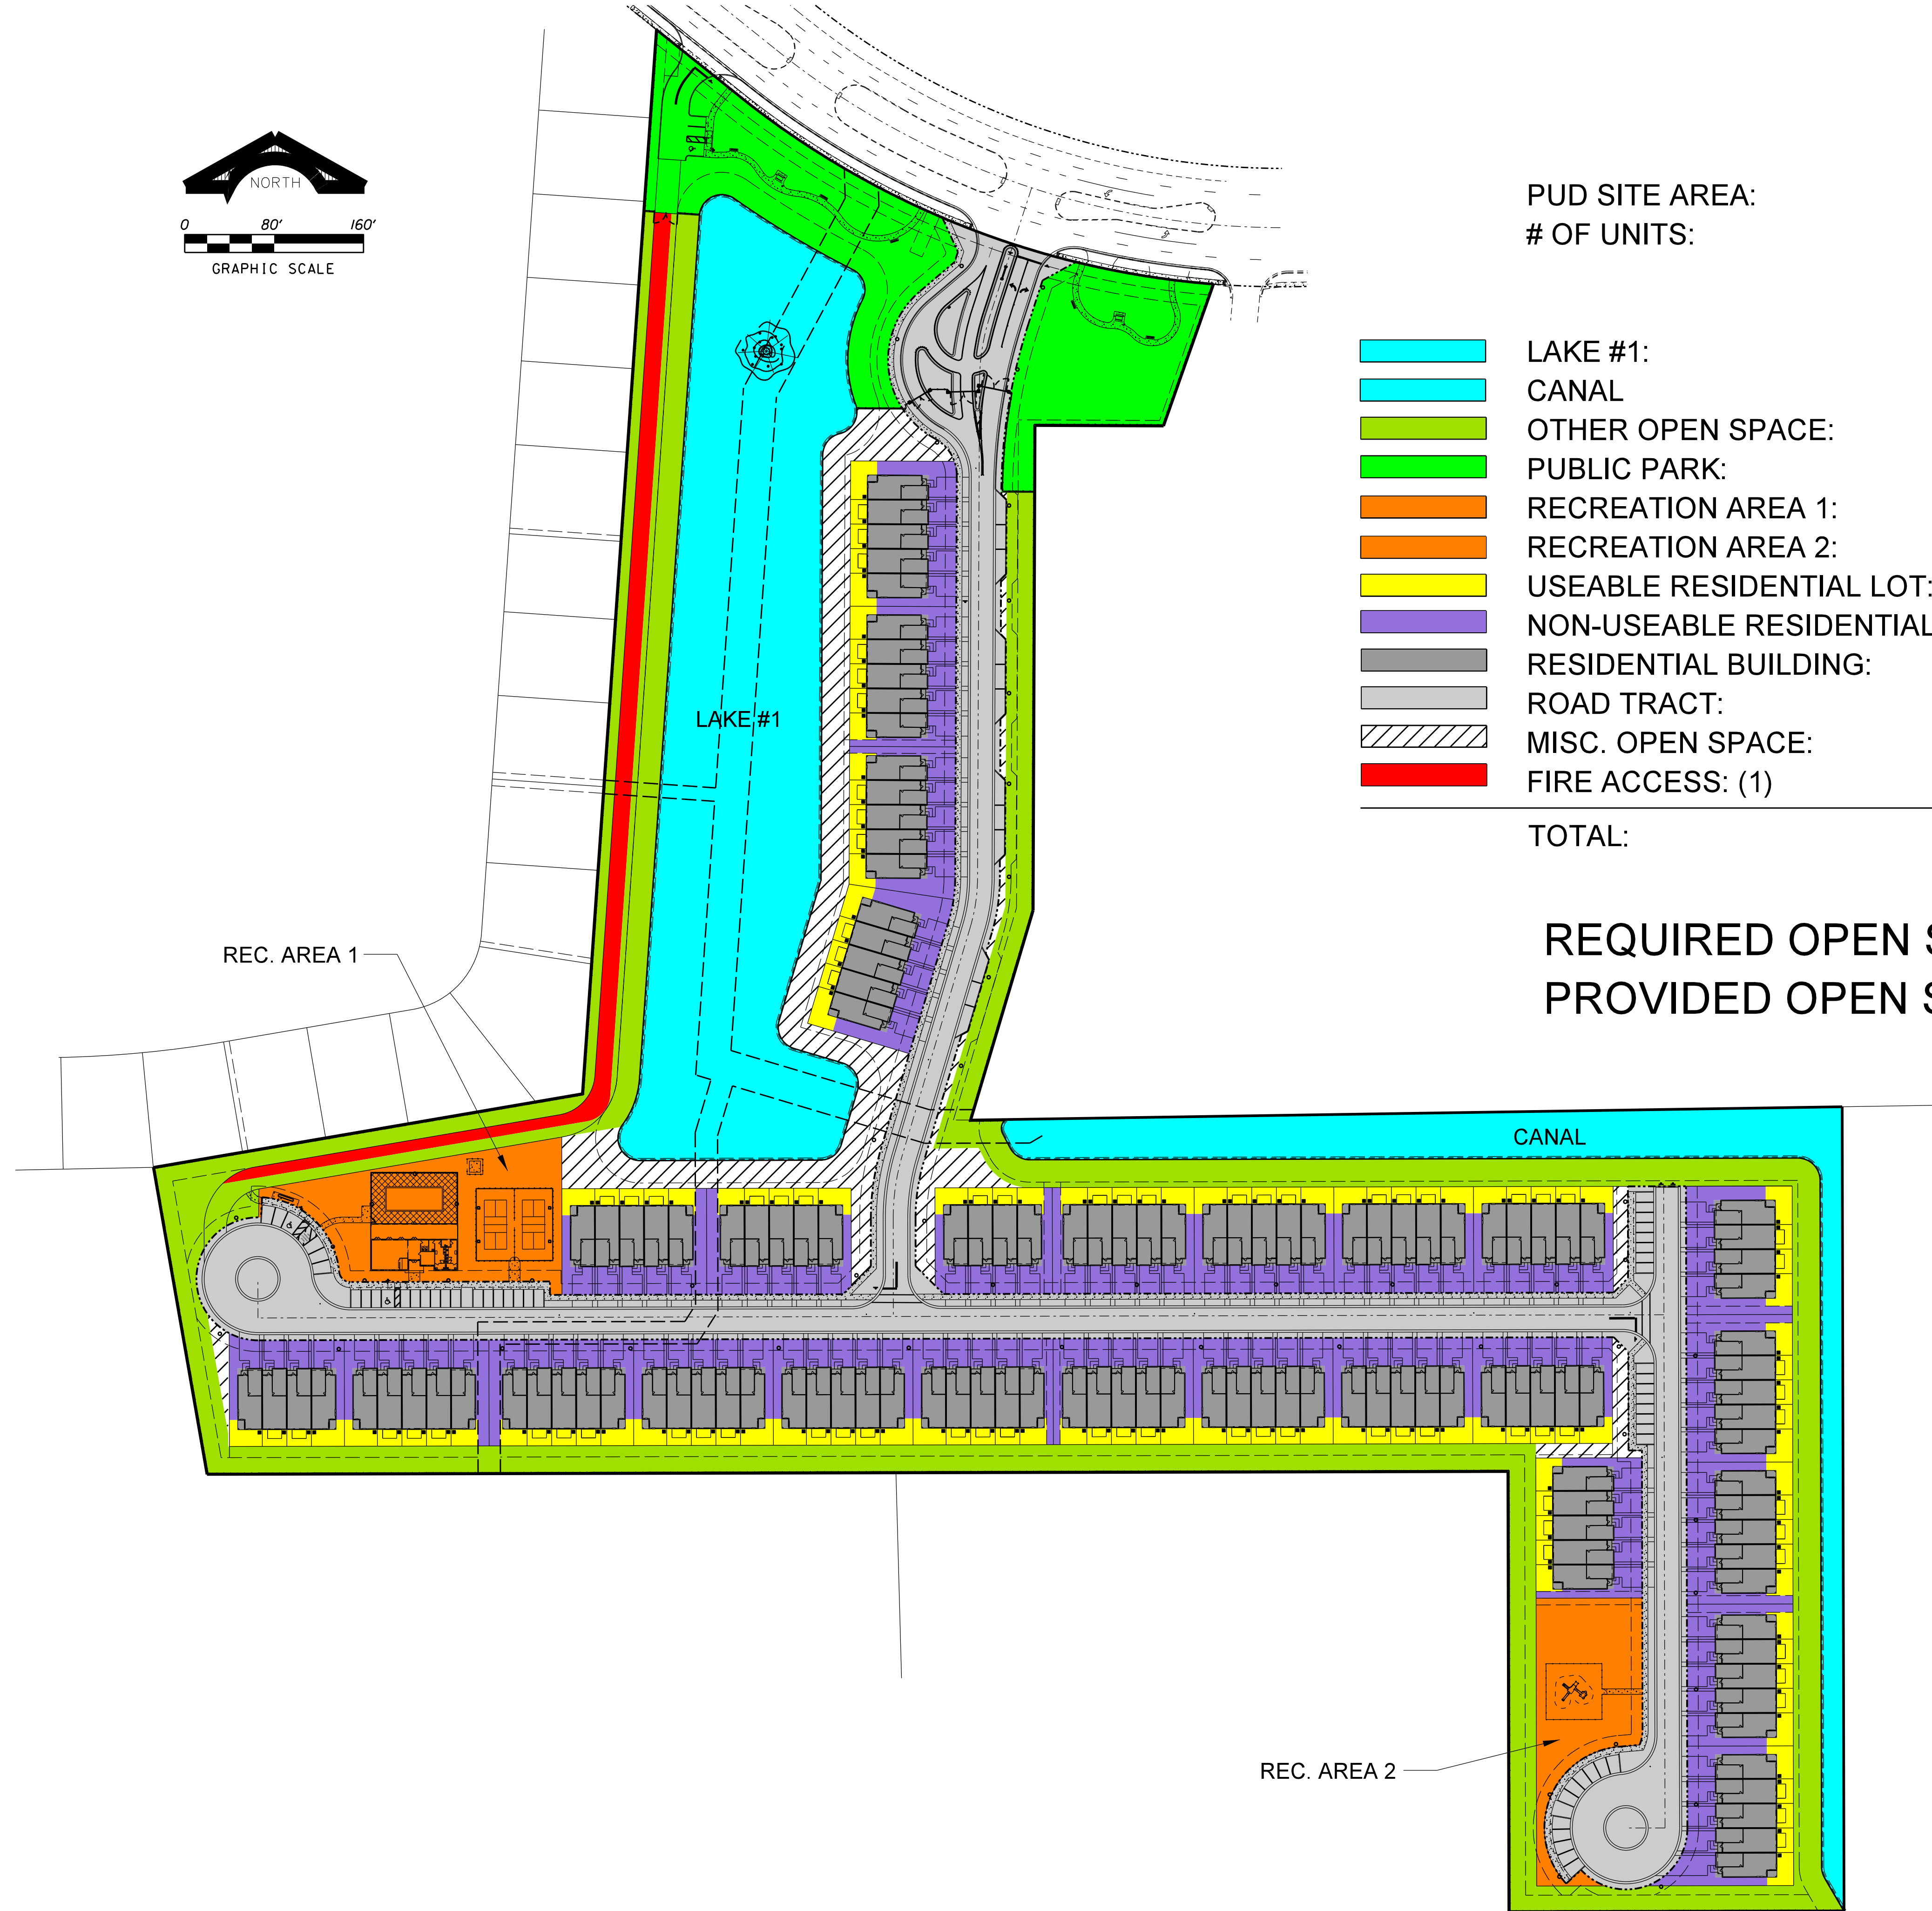 NORTH
0 80' 160'
GRAPHIC SCALE
PUD SITE AREA:
# OF UNITS:
LAKE #1:
CANAL
OTHER OPEN SPACE:
PUBLIC PARK:
RECREATION AREA 1:
RECREATION AREA 2:
USEABLE RESIDENTIAL LOT:
NON-USEABLE RESIDENTIAL
RESIDENTIAL BUILDING:
ROAD TRACT:
MISC. OPEN SPACE:
FIRE ACCESS: (1)
TOTAL:
REQUIRED OPEN S
PROVIDED OPEN S
LAKE #1
REC. AREA 1
CANAL
REC. AREA 2